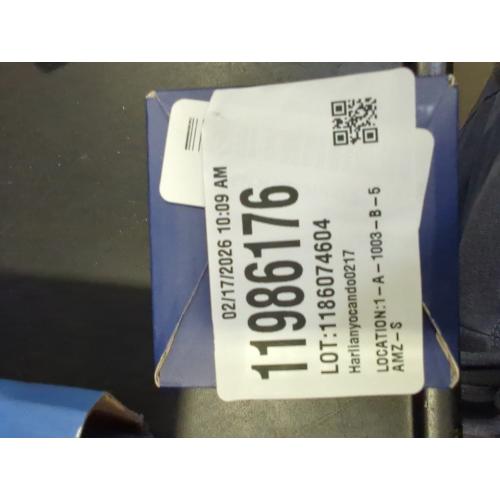 02/17/2026 10:09 AM
11986176
LOT:1186074604
Harlianyocando0217
LOCATION:1-A-1003-B-5
AMZ-S